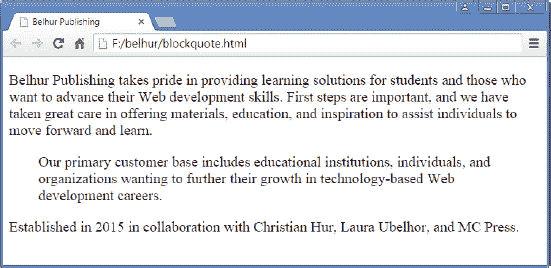 Belhur Publishing
F:/belhur/blockquote.html
Belhur Publishing takes pride in providing learning solutions for students and those who
want to advance their Web development skills. First steps are important, and we have
taken great care in offering materials, education, and inspiration to assist individuals to
move forward and learn.
Our primary customer base includes educational institutions, individuals, and
organizations wanting to further their growth in technology-based Web
development careers.
Established in 2015 in collaboration with Christian Hur, Laura Ubelhor, and MC Press.